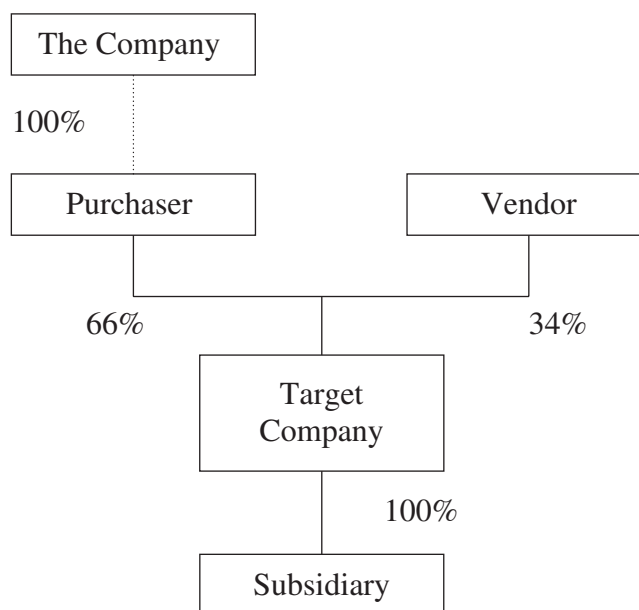 The Company
100%
Purchaser
Vendor
66%
34%
Target
Company
100%
Subsidiary